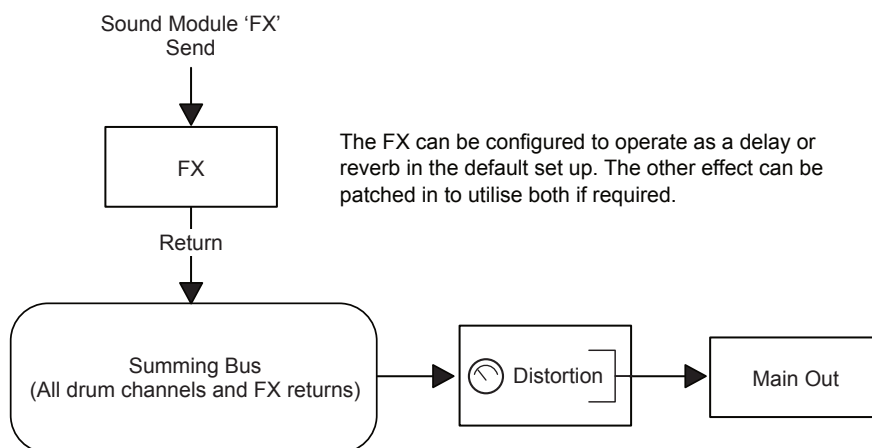 Sound Module ‘FX’
Send
FX
The FX can be configured to operate as a delay or
reverb in the default set up. The other effect can be
patched in to utilise both if required.
Return
Summing Bus
(All drum channels and FX returns)
Distortion
Main Out